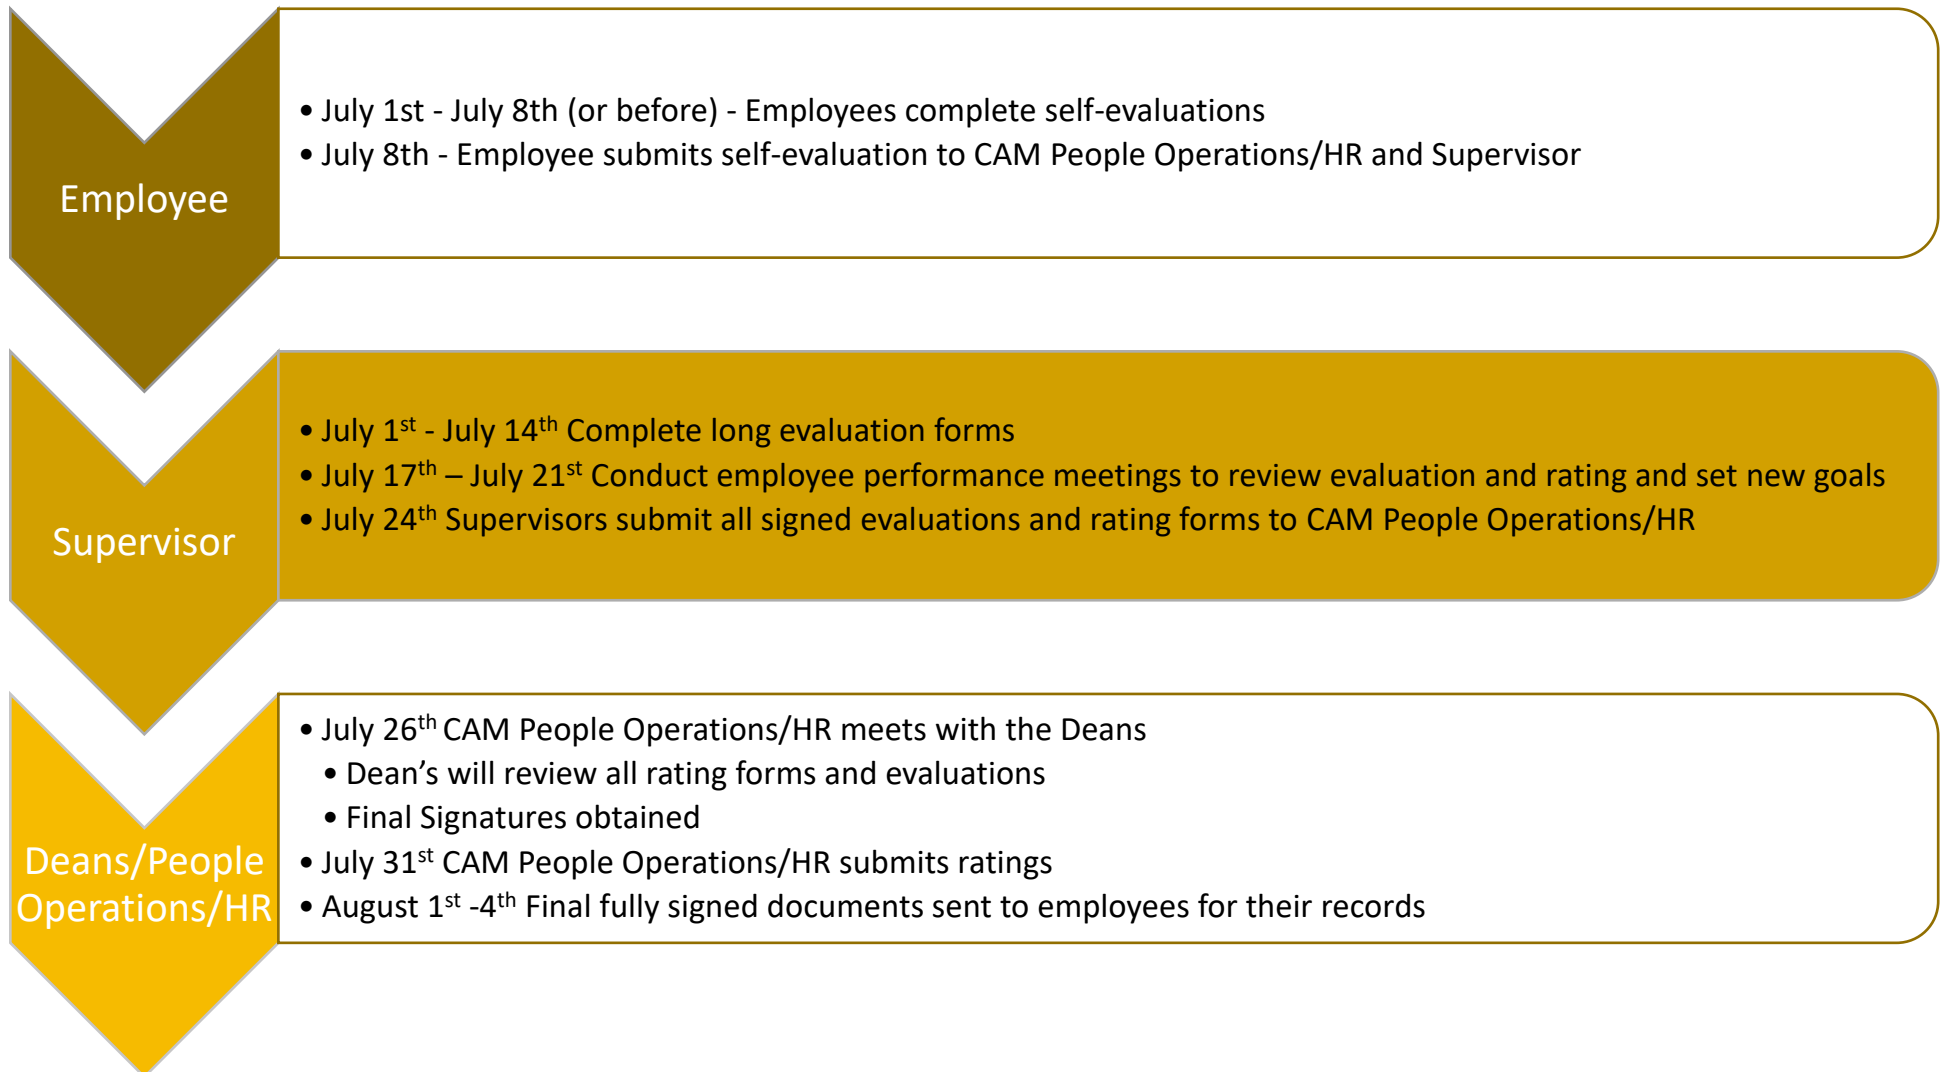 Employee
• July 1st - July 8th (or before) - Employees complete self-evaluations
• July 8th - Employee submits self-evaluation to CAM People Operations/HR and Supervisor
Supervisor
• July 1st - July 14th Complete long evaluation forms
• July 17th – July 21st Conduct employee performance meetings to review evaluation and rating and set new goals
• July 24th Supervisors submit all signed evaluations and rating forms to CAM People Operations/HR
Deans/People
Operations/HR
• July 26th CAM People Operations/HR meets with the Deans
• Dean’s will review all rating forms and evaluations
• Final Signatures obtained
• July 31st CAM People Operations/HR submits ratings
• August 1st -4th Final fully signed documents sent to employees for their records